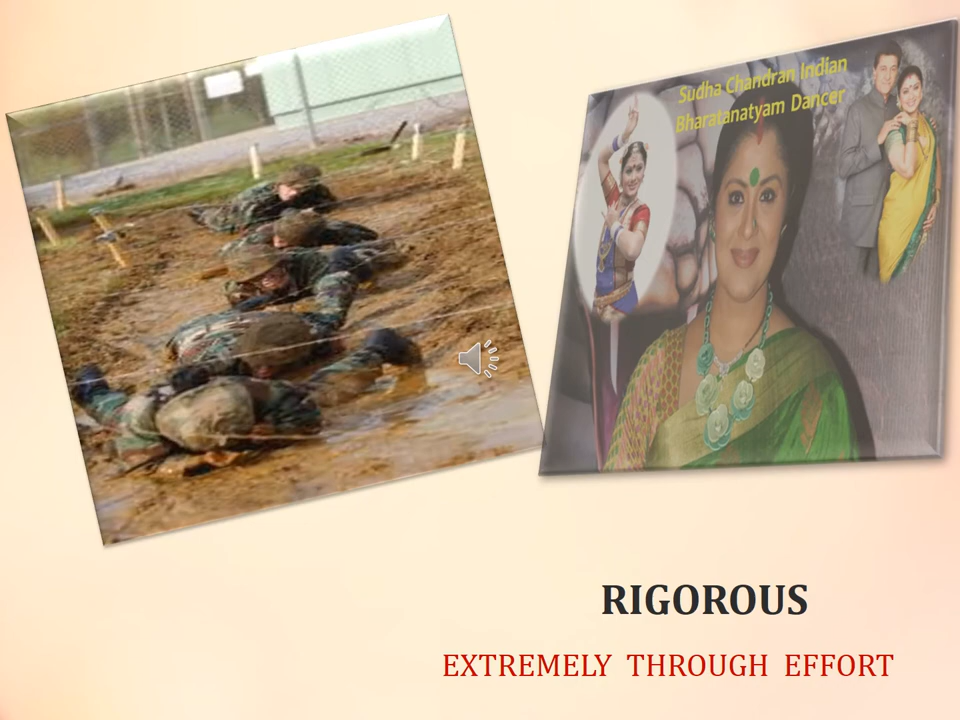 Sudha Chandran Indian
Bharatanatyam Dancer
RIGOROUS
EXTREMELY THROUGH EFFORT